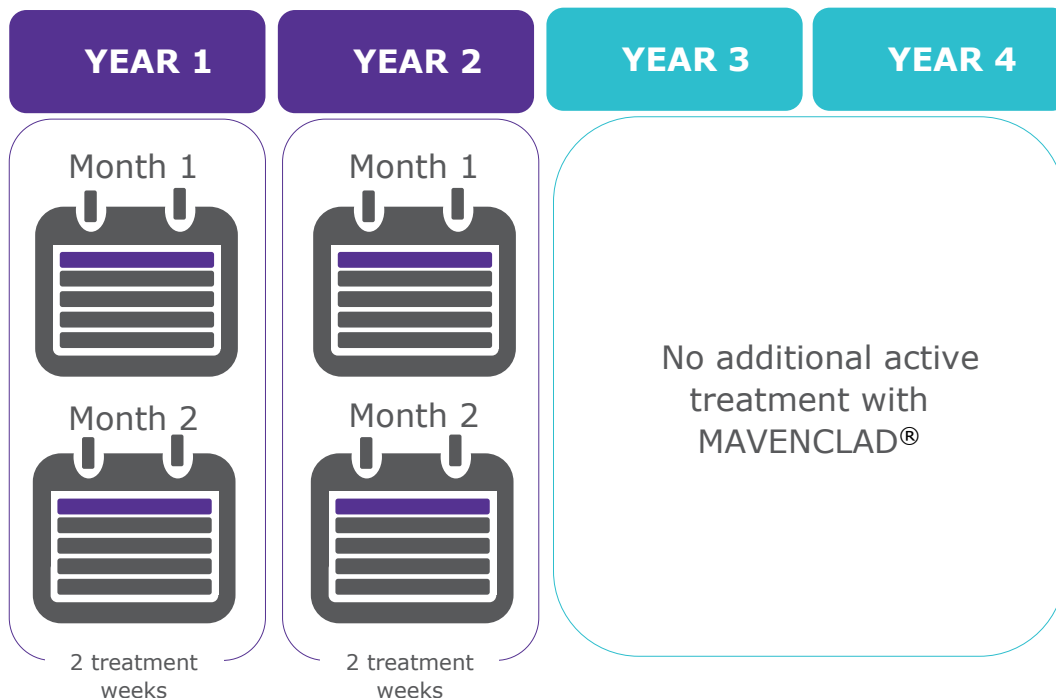 YEAR 1
YEAR 2
YEAR 3
YEAR 4
Month 1
Month 1
Month 2
Month 2
No additional active
treatment with
MAVENCLAD®
2 treatment
weeks
2 treatment
weeks